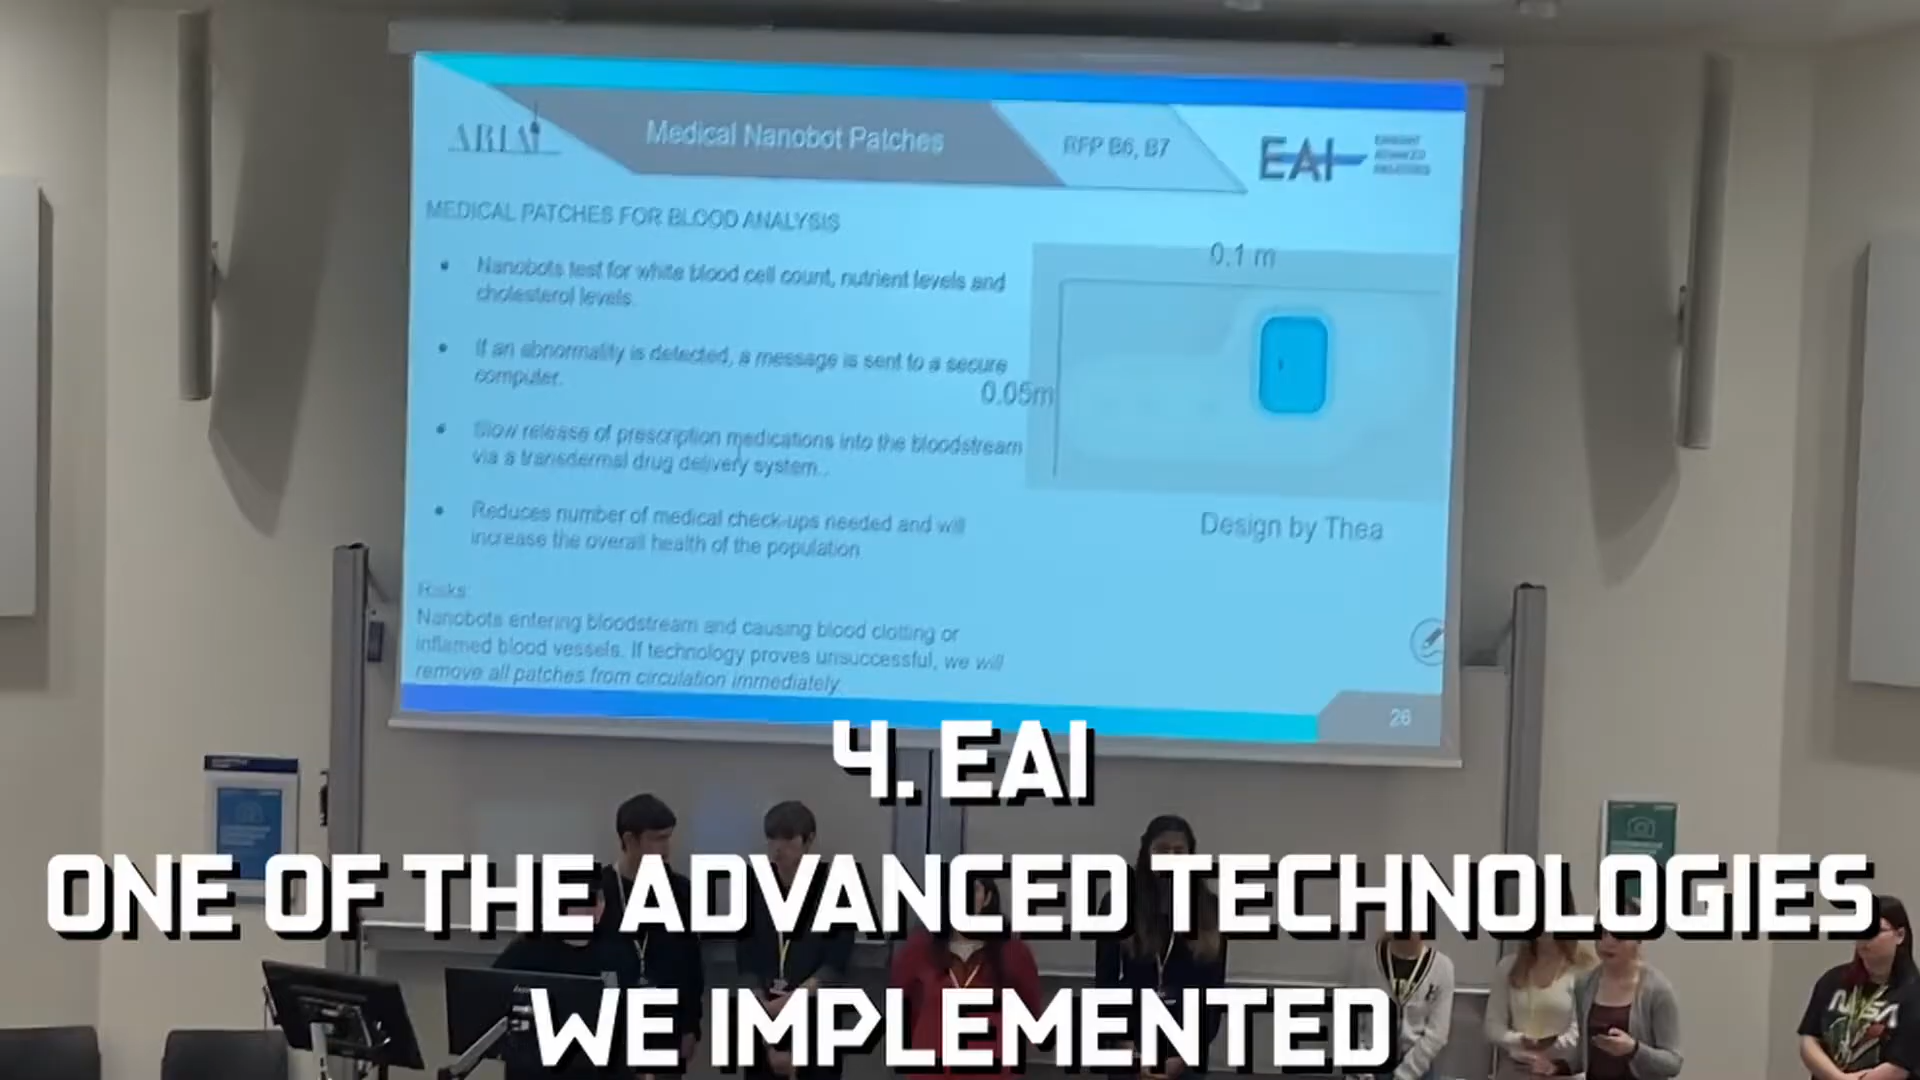 ARIA
Medical Nanobot Patches
RFP B6, B7
EAI
ADVANCED
INDUSTRIES
MEDICAL PATCHES FOR BLOOD ANALYSIS
• Nanobots test for white blood cell count, nutrient levels and
cholesterol levels.
• If an abnormality is detected, a message is sent to a secure
computer.
• Slow release of prescription medications into the bloodstream
via a transdermal drug delivery system..
• Reduces number of medical check-ups needed and will
increase the overall health of the population
Risks:
Nanobots entering bloodstream and causing blood clotting or
inflamed blood vessels. If technology proves unsuccessful, we will
remove all patches from circulation immediately.
0.1 m
0.05m
Design by Thea
26
4. EAI
ONE OF THE ADVANCED TECHNOLOGIES
WE IMPLEMENTED
NASA